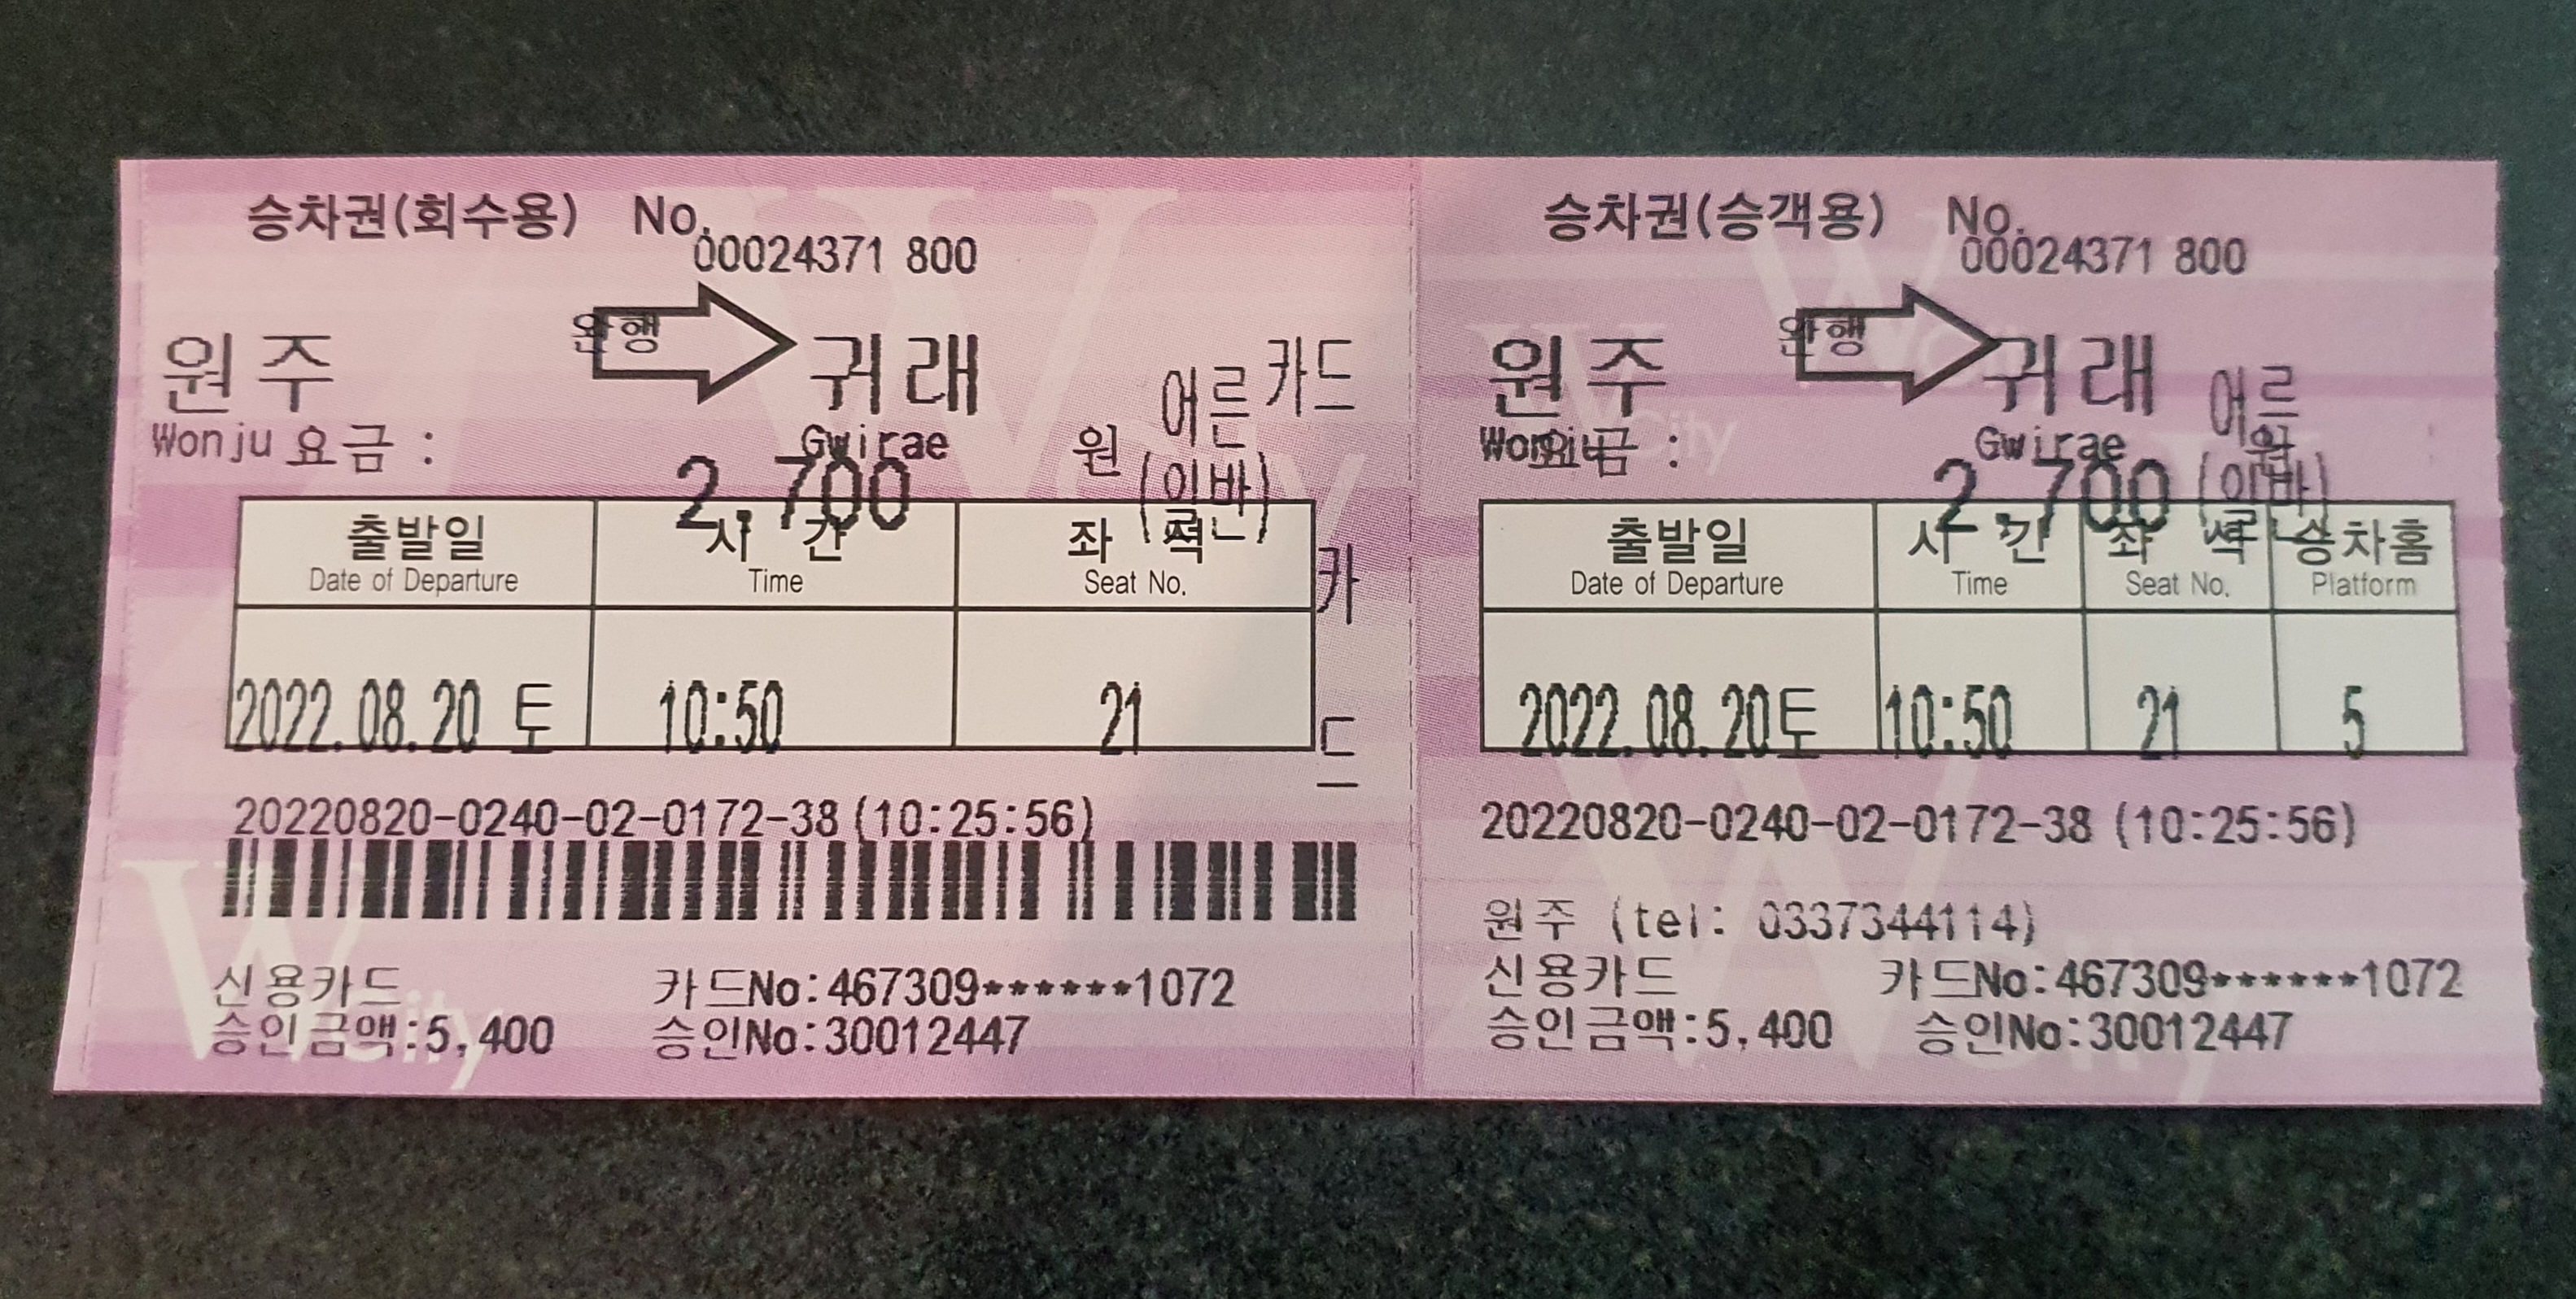 승차권(회수용) No.
00024371 800
완행
원주 귀래
어른 카드
Wonju 요금 : Gwirae 원
2,700 (일반)
출발일 시 간 좌 석
Date of Departure Time Seat No.
카드
2022.08.20 토 10:50 21
20220820-0240-02-0172-38 (10:25:56)
신용카드 카드No:467309******1072
승인금액:5,400 승인No:30012447
승차권(승객용) No.
00024371 800
완행
원주 귀래
어른
Wonju 요금 : Gwirae 원
2,700 (일반)
출발일 시 간 좌 석 승차홈
Date of Departure Time Seat No. Platform
2022.08.20토 10:50 21 5
20220820-0240-02-0172-38 (10:25:56)
원주 (tel: 0337344114)
신용카드 카드No:467309******1072
승인금액:5,400 승인No:30012447